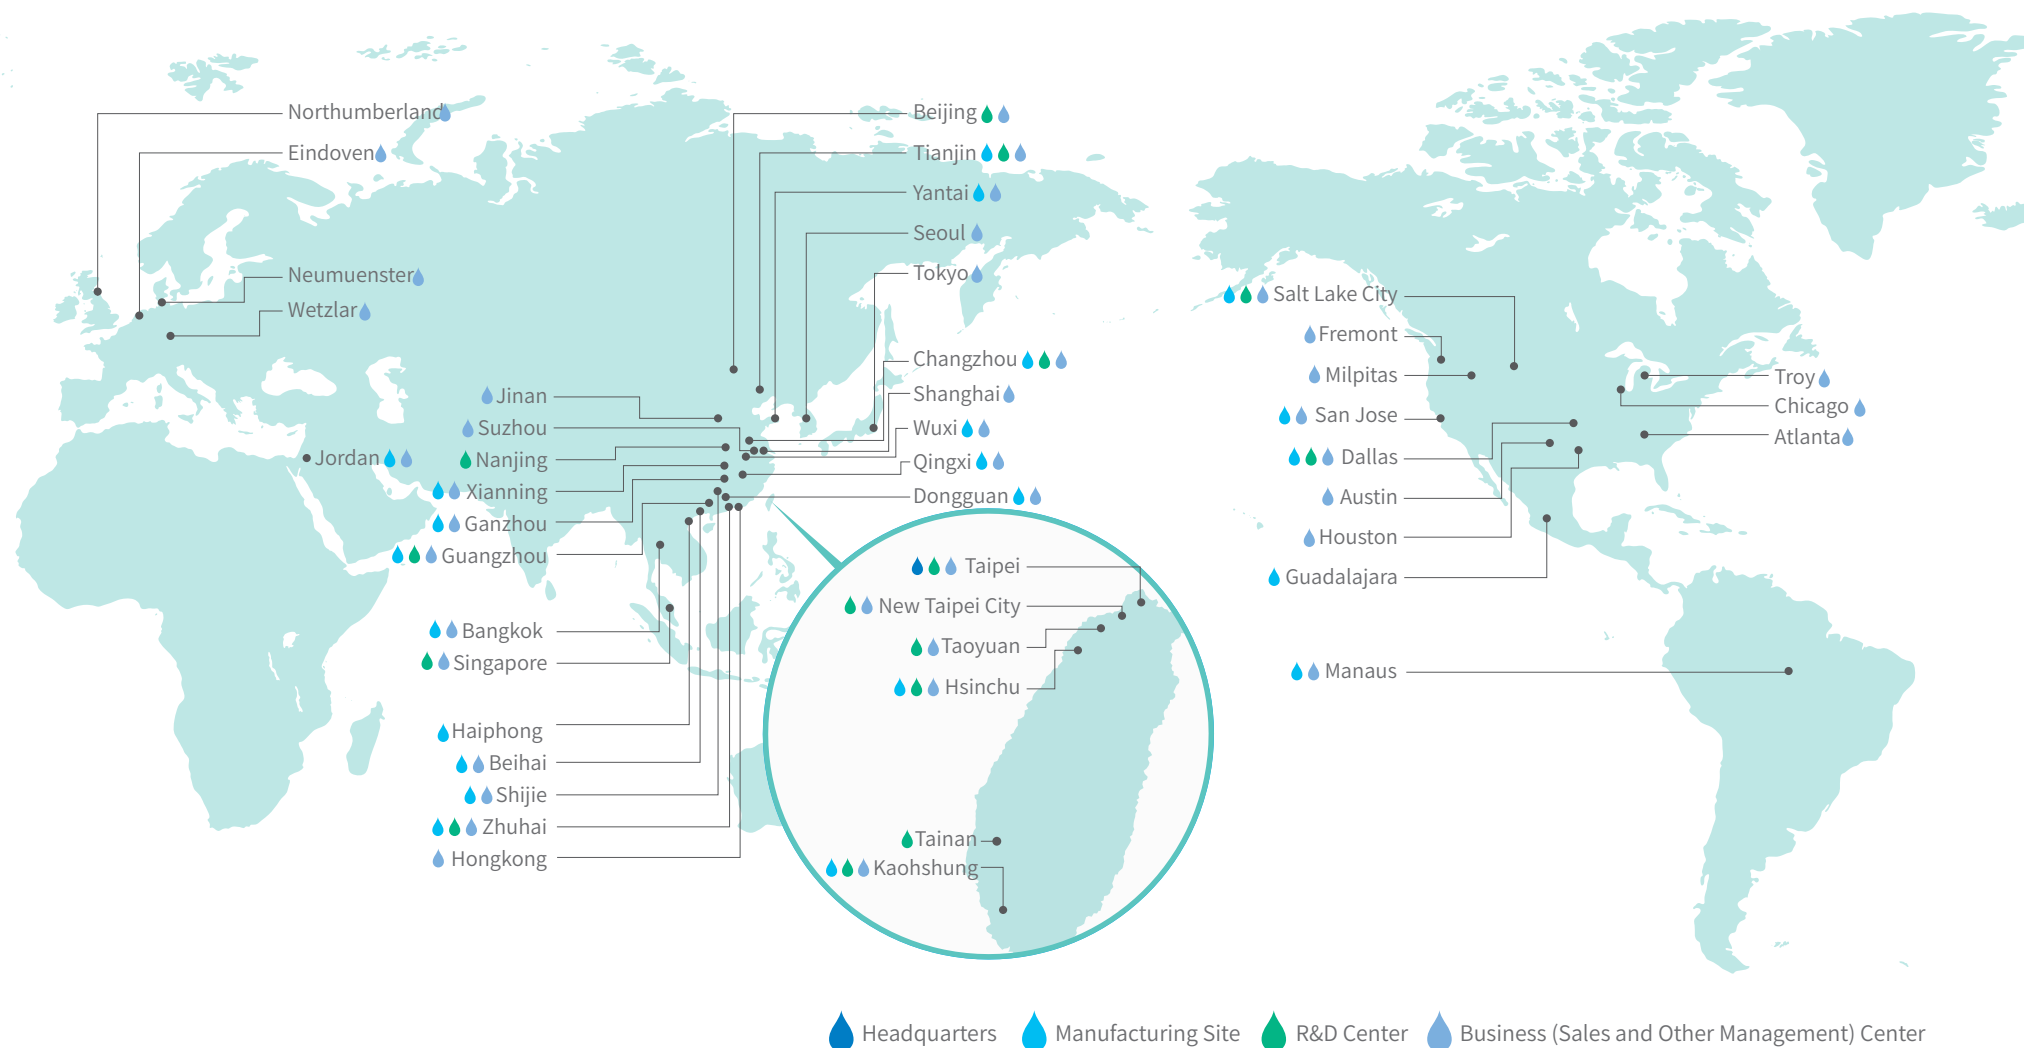 Northumberland
Eindoven
Neumuenster
Wetzlar
Beijing
Tianjin
Yantai
Seoul
Tokyo
Changzhou
Shanghai
Wuxi
Qingxi
Dongguan
Jinan
Suzhou
Nanjing
Jordan
Xianning
Ganzhou
Guangzhou
Bangkok
Singapore
Haiphong
Beihai
Shijie
Zhuhai
Hongkong
Taipei
New Taipei City
Taoyuan
Hsinchu
Tainan
Kaohshung
Salt Lake City
Fremont
Milpitas
San Jose
Dallas
Austin
Houston
Guadalajara
Manaus
Troy
Chicago
Atlanta
Headquarters
Manufacturing Site
R&D Center
Business (Sales and Other Management) Center